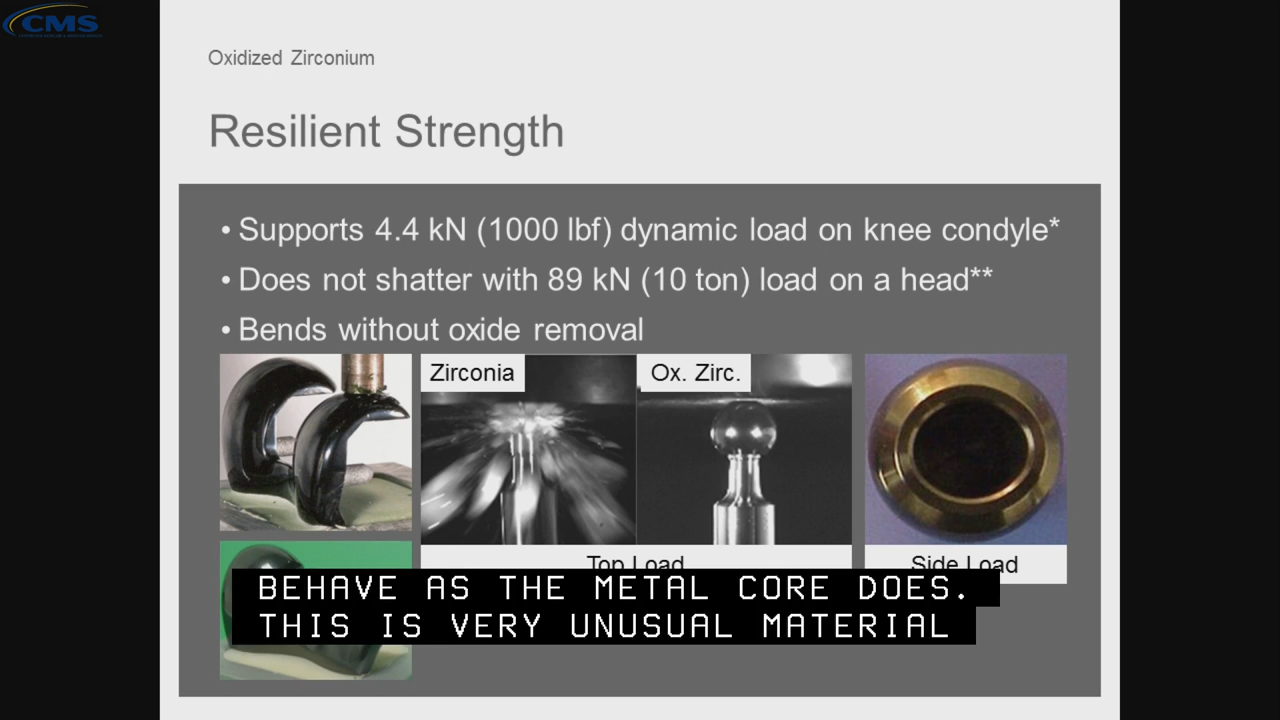 CMS
Oxidized Zirconium
Resilient Strength
• Supports 4.4 kN (1000 lbf) dynamic load on knee condyle*
• Does not shatter with 89 kN (10 ton) load on a head**
• Bends without oxide removal
Zirconia
Ox. Zirc.
Top Load
Side Load
BEHAVE AS THE METAL CORE DOES.
THIS IS VERY UNUSUAL MATERIAL